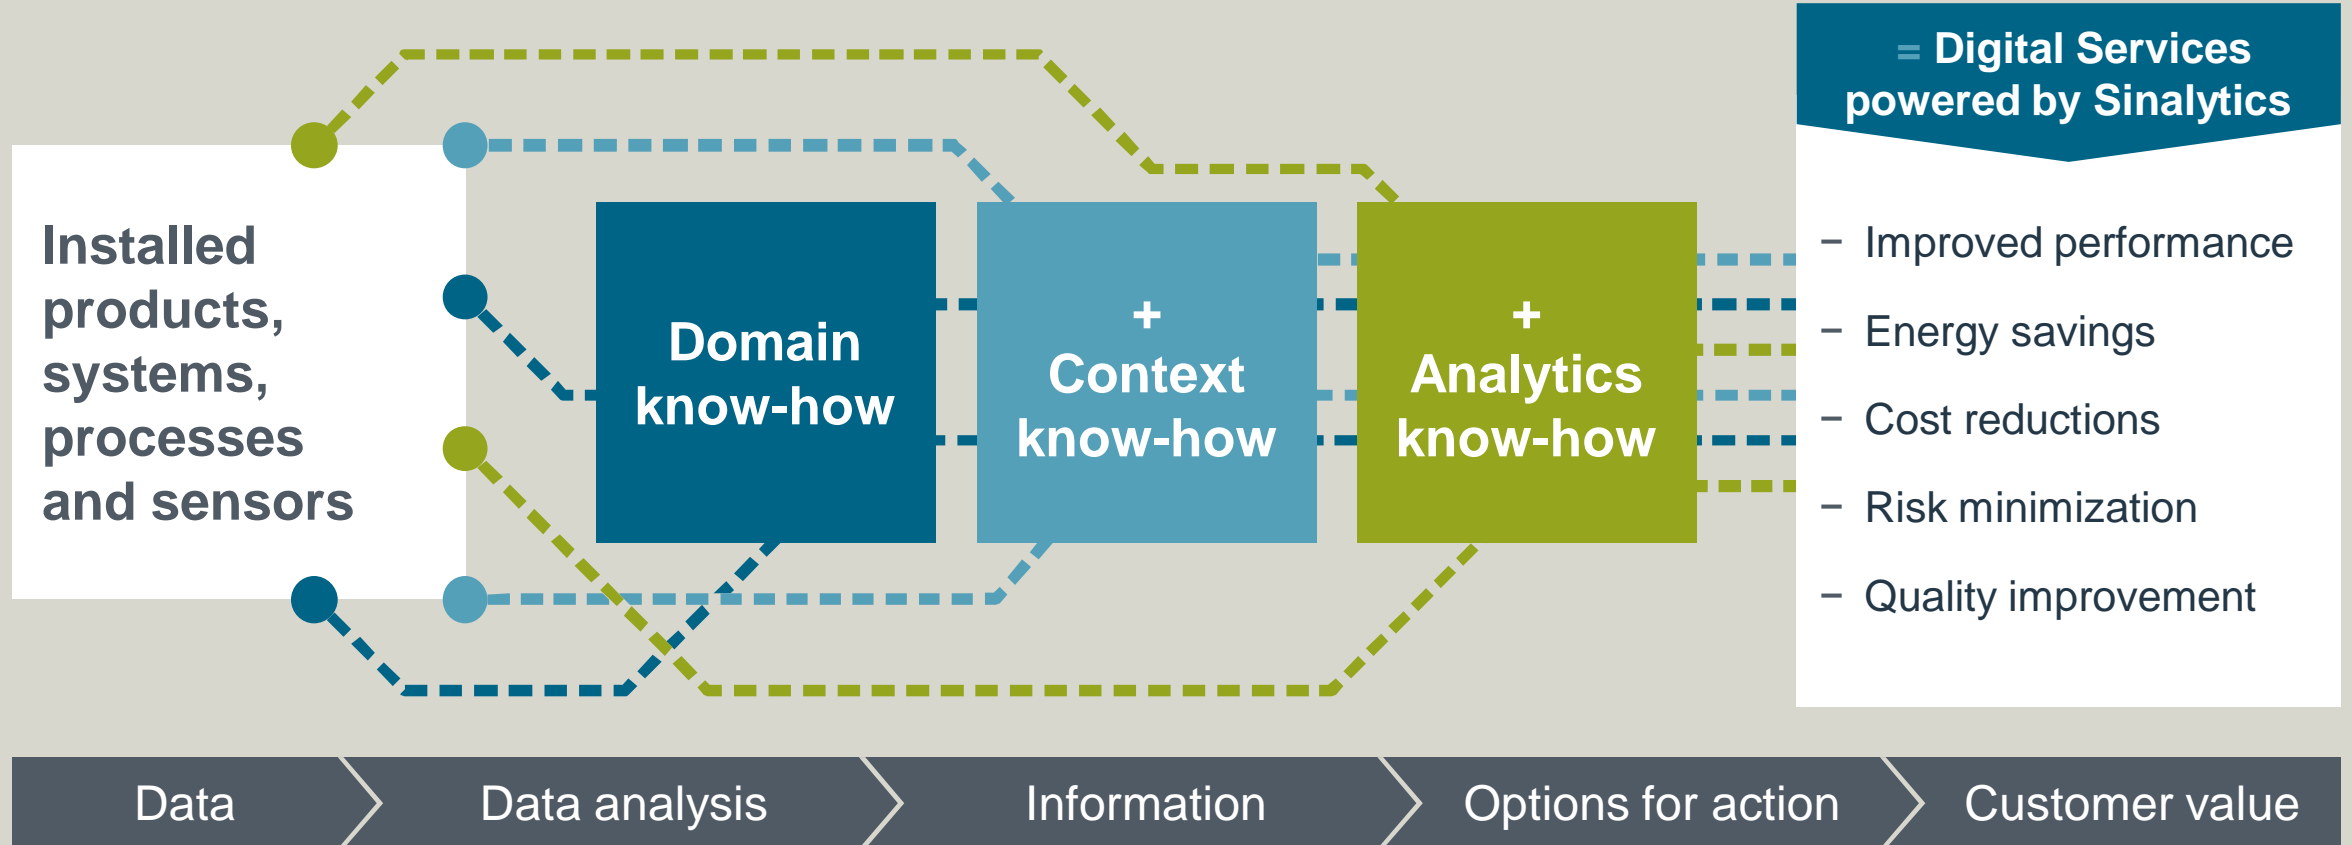 Installed
products,
systems,
processes
and sensors
Domain
know-how
+
Context
know-how
+
Analytics
know-how
= Digital Services
powered by Sinalytics
– Improved performance
– Energy savings
– Cost reductions
– Risk minimization
– Quality improvement
Data
Data analysis
Information
Options for action
Customer value